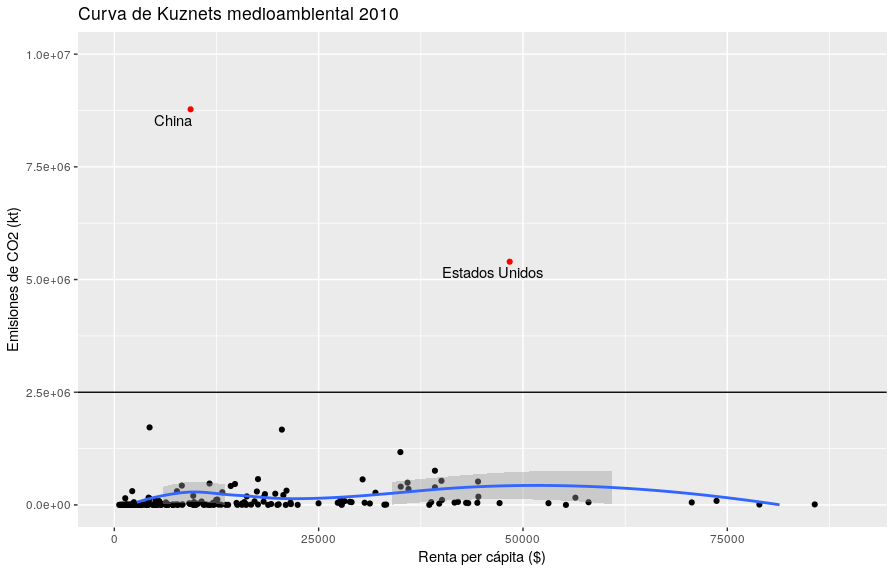 Curva de Kuznets medioambiental 2010
1.0e+07
China
7.5e+06
Estados Unidos
5.0e+06
2.5e+06
0.0e+00
Emisiones de CO2 (kt)
0
25000
50000
75000
Renta per cápita ($)